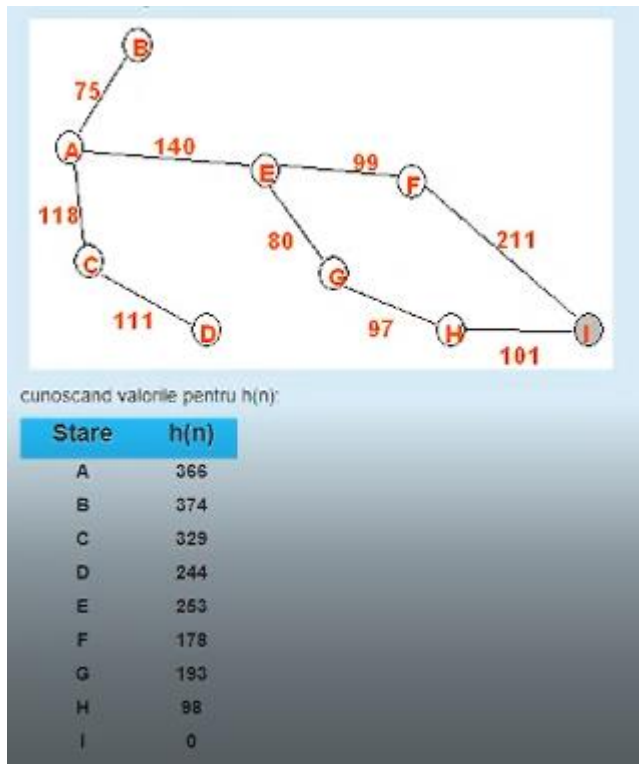 B
75
A
140
E
99
F
118
211
80
C
G
111
D
97
H
I
101
cunoscand valorile pentru h(n):
Stare h(n)
A 366
B 374
C 329
D 244
E 253
F 178
G 193
H 98
I 0